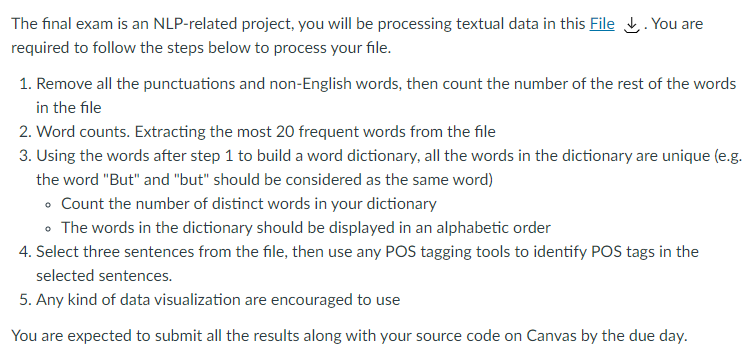 The final exam is an NLP-related project, you will be processing textual data in this File . You are
required to follow the steps below to process your file.
1. Remove all the punctuations and non-English words, then count the number of the rest of the words
in the file
2. Word counts. Extracting the most 20 frequent words from the file
3. Using the words after step 1 to build a word dictionary, all the words in the dictionary are unique (e.g.
the word "But" and "but" should be considered as the same word)
◦ Count the number of distinct words in your dictionary
◦ The words in the dictionary should be displayed in an alphabetic order
4. Select three sentences from the file, then use any POS tagging tools to identify POS tags in the
selected sentences.
5. Any kind of data visualization are encouraged to use
You are expected to submit all the results along with your source code on Canvas by the due day.